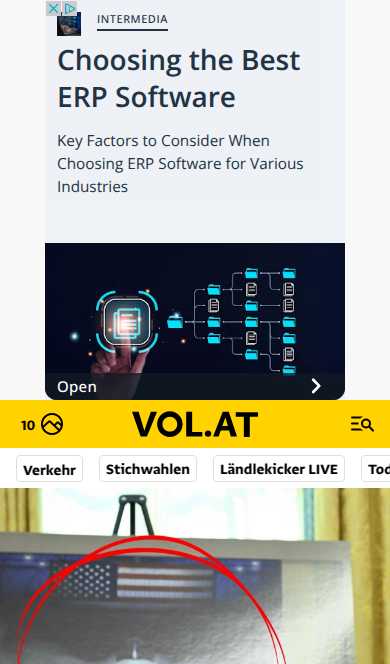 INTERMEDIA
Choosing the Best
ERP Software
Key Factors to Consider When
Choosing ERP Software for Various
Industries
Open
10
VOL.AT
Verkehr
Stichwahlen
Ländlekicker LIVE
Tod